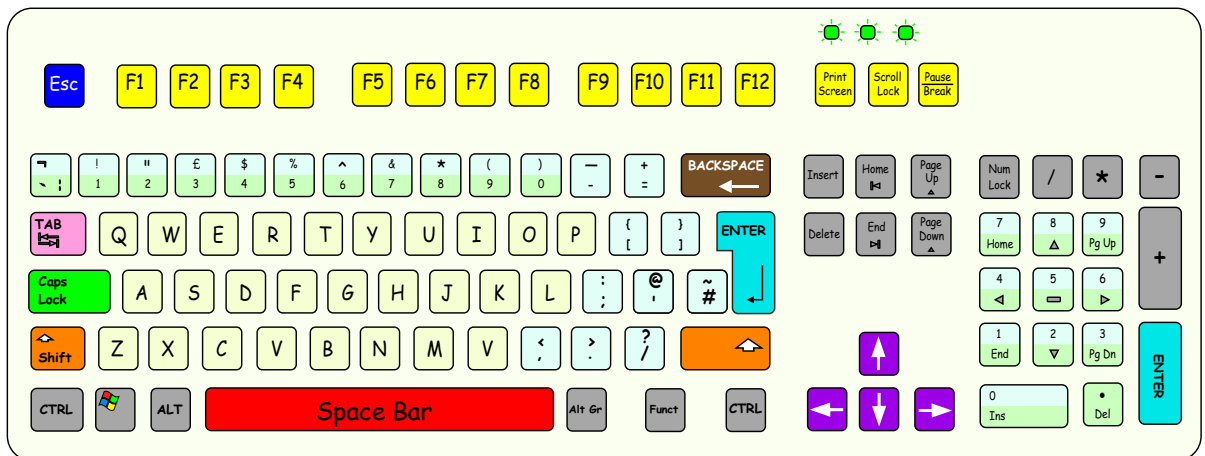 Esc F1 F2 F3 F4 F5 F6 F7 F8 F9 F10 F11 F12 Print Screen Scroll Lock Pause Break
¬ ` ¦ ! 1 " 2 £ 3 $ 4 % 5 ^ 6 & 7 * 8 ( 9 ) 0 — - + = BACKSPACE Insert Home Page Up Num Lock / * -
TAB Q W E R T Y U I O P { [ } ] ENTER Delete End Page Down 7 Home 8 9 Pg Up +
Caps Lock A S D F G H J K L : ; @ ' ~ # 4 5 6
Shift Z X C V B N M V < , > . ? / 1 End 2 3 Pg Dn ENTER
CTRL ALT Space Bar Alt Gr Funct CTRL 0 Ins • Del